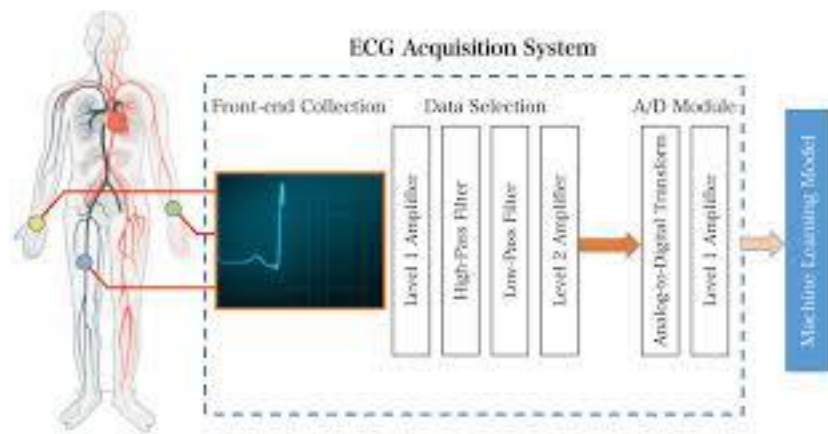 ECG Acquisition System
Front-end Collection
Data Selection
A/D Module
Level 1 Amplifier
High-Pass Filter
Low-Pass Filter
Level 2 Amplifier
Analog-to-Digital Transform
Level 1 Amplifier
Machine Learning Model